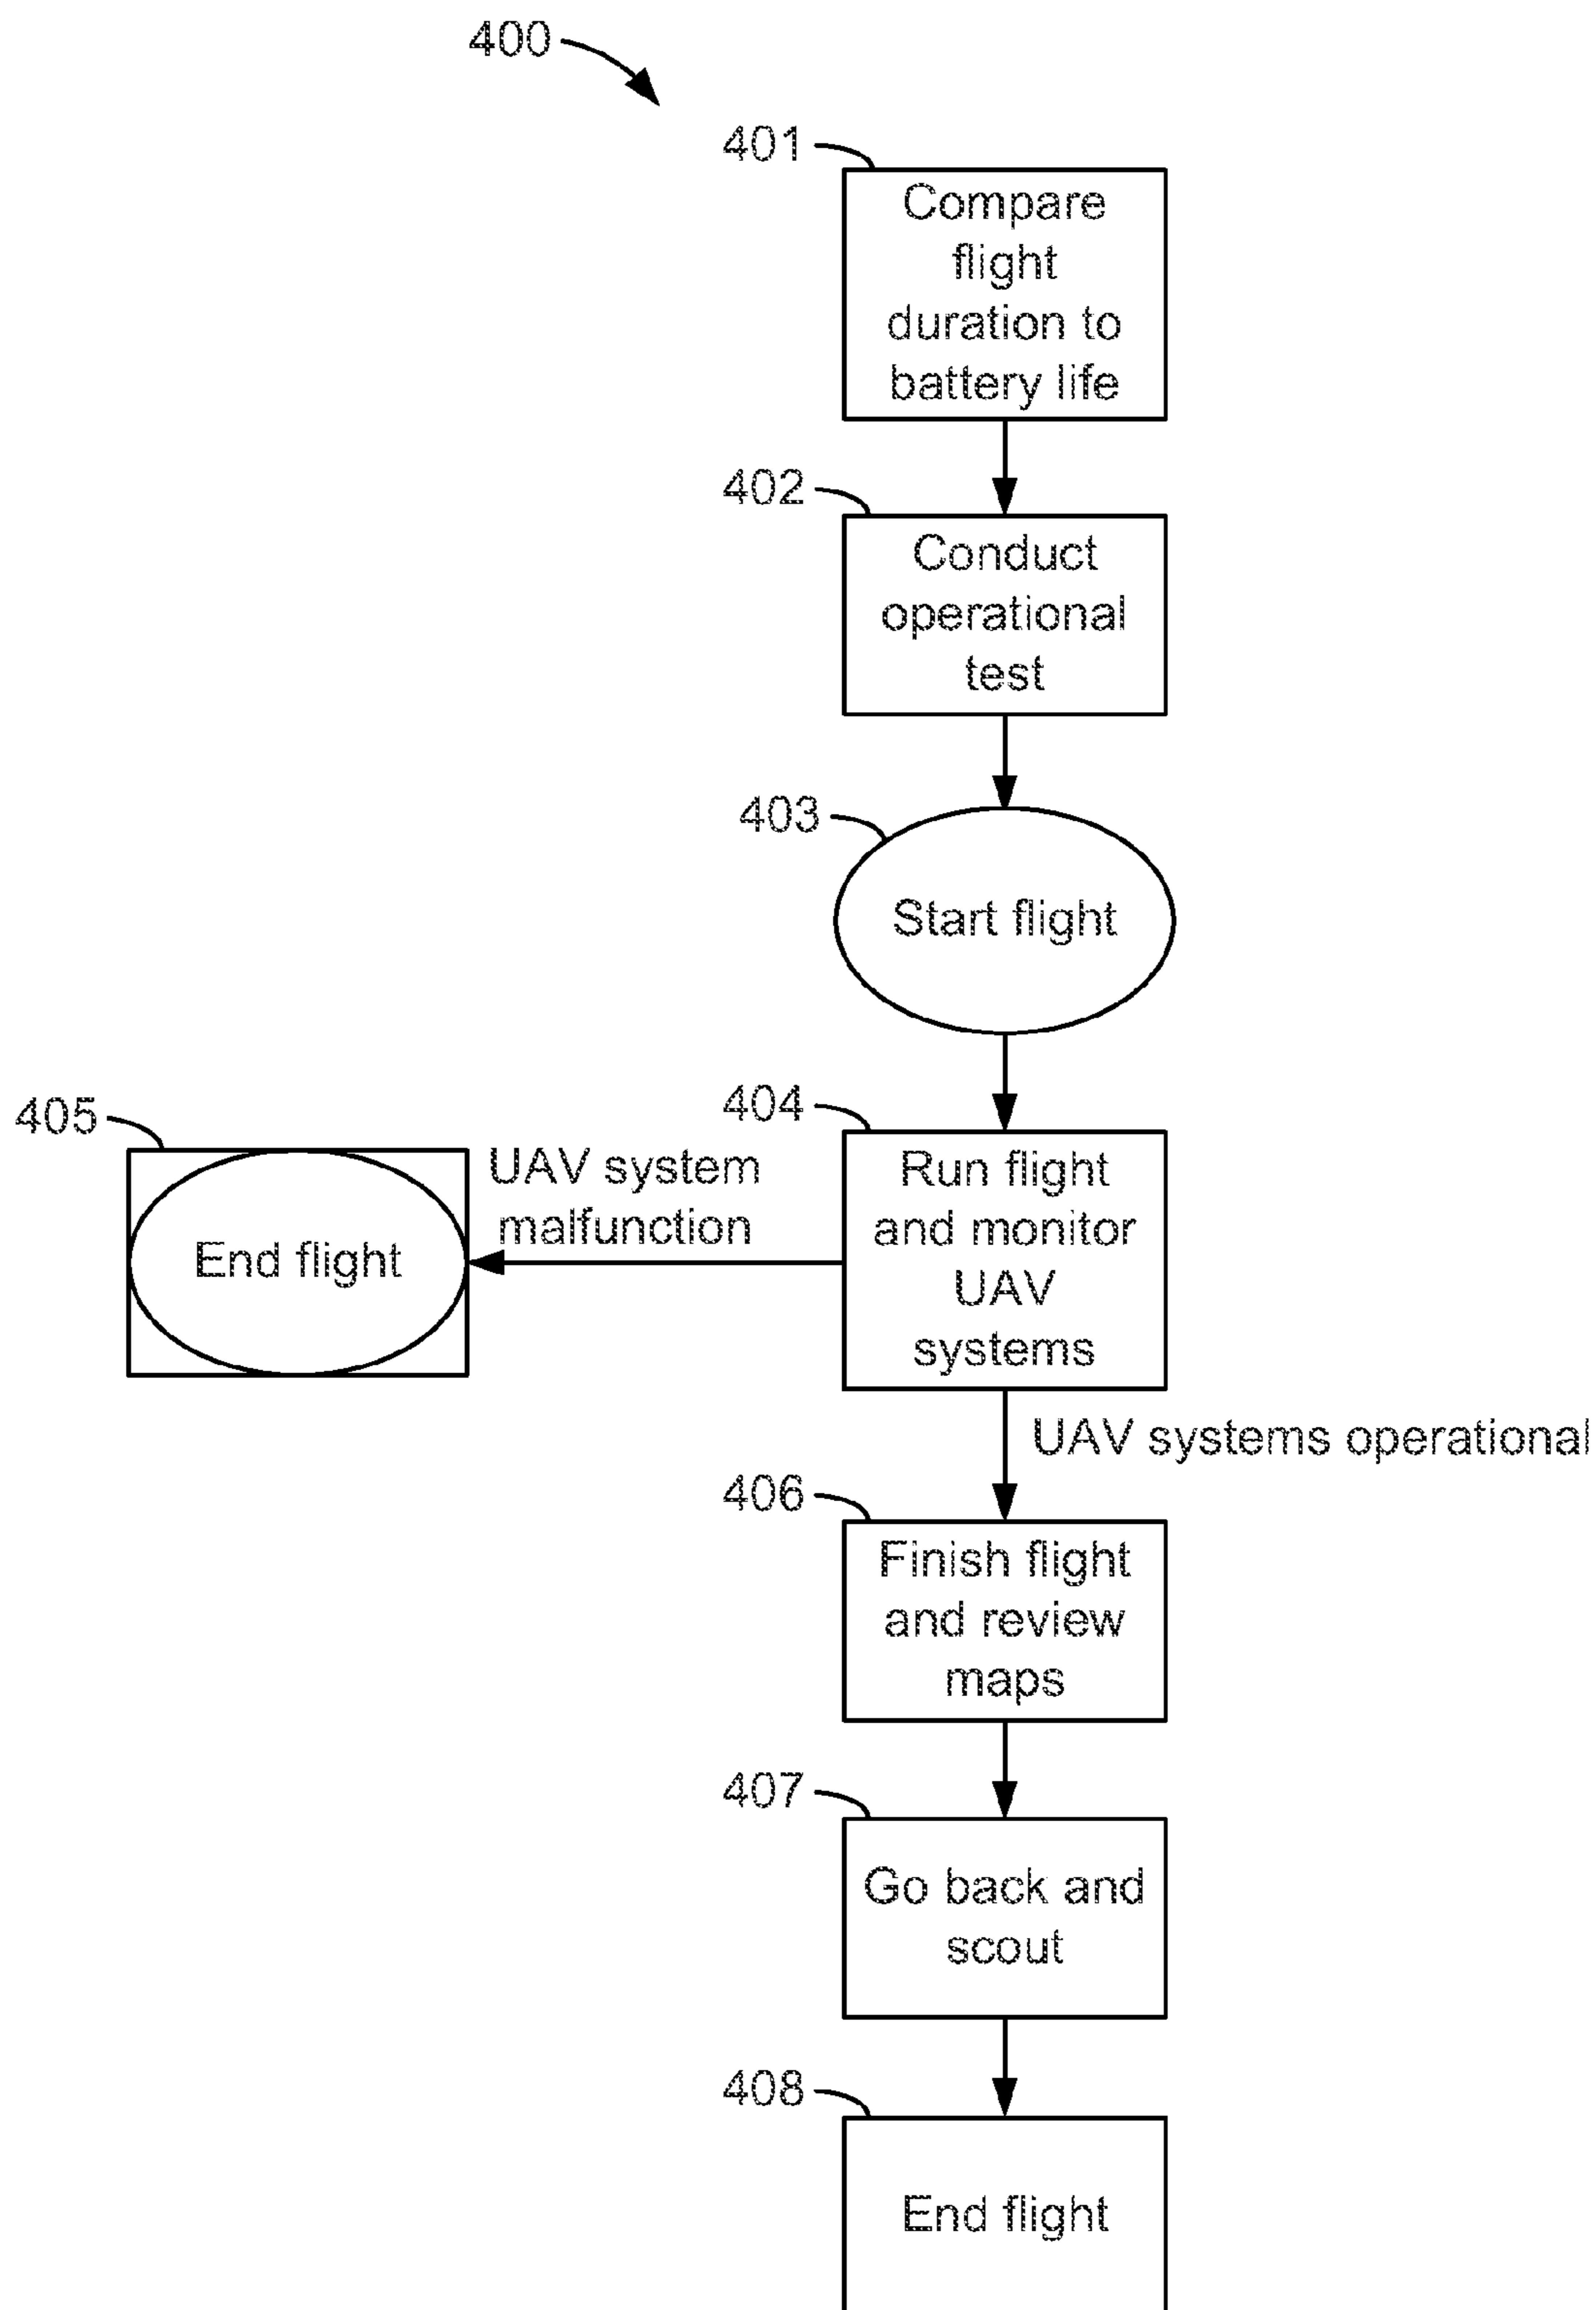 400
401
Compare
flight
duration to
battery life
402
Conduct
operational
test
403
Start flight
404
Run flight
and monitor
UAV
systems
405
End flight
UAV system
malfunction
UAV systems operational
406
Finish flight
and review
maps
407
Go back and
scout
408
End flight